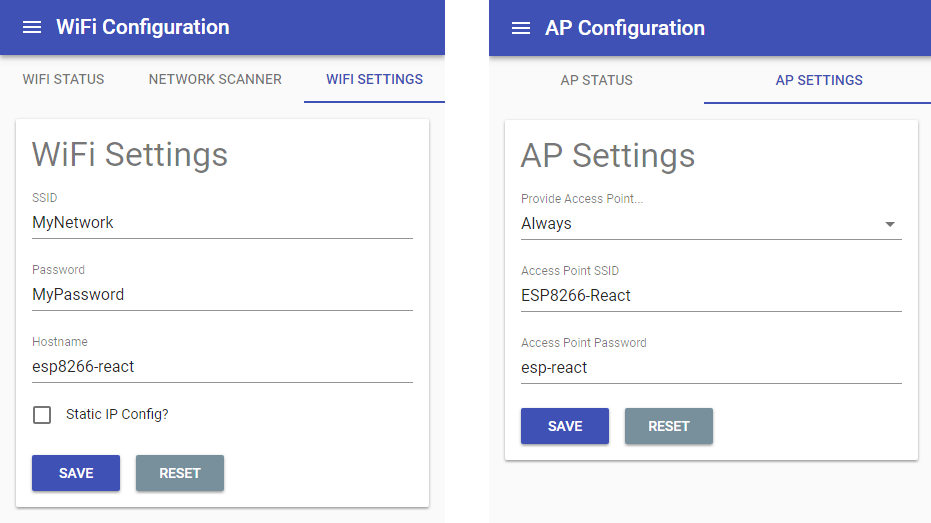 WiFi Configuration
WIFI STATUS NETWORK SCANNER WIFI SETTINGS
WiFi Settings
SSID
MyNetwork
Password
MyPassword
Hostname
esp8266-react
Static IP Config?
SAVE RESET
AP Configuration
AP STATUS AP SETTINGS
AP Settings
Provide Access Point...
Always
Access Point SSID
ESP8266-React
Access Point Password
esp-react
SAVE RESET